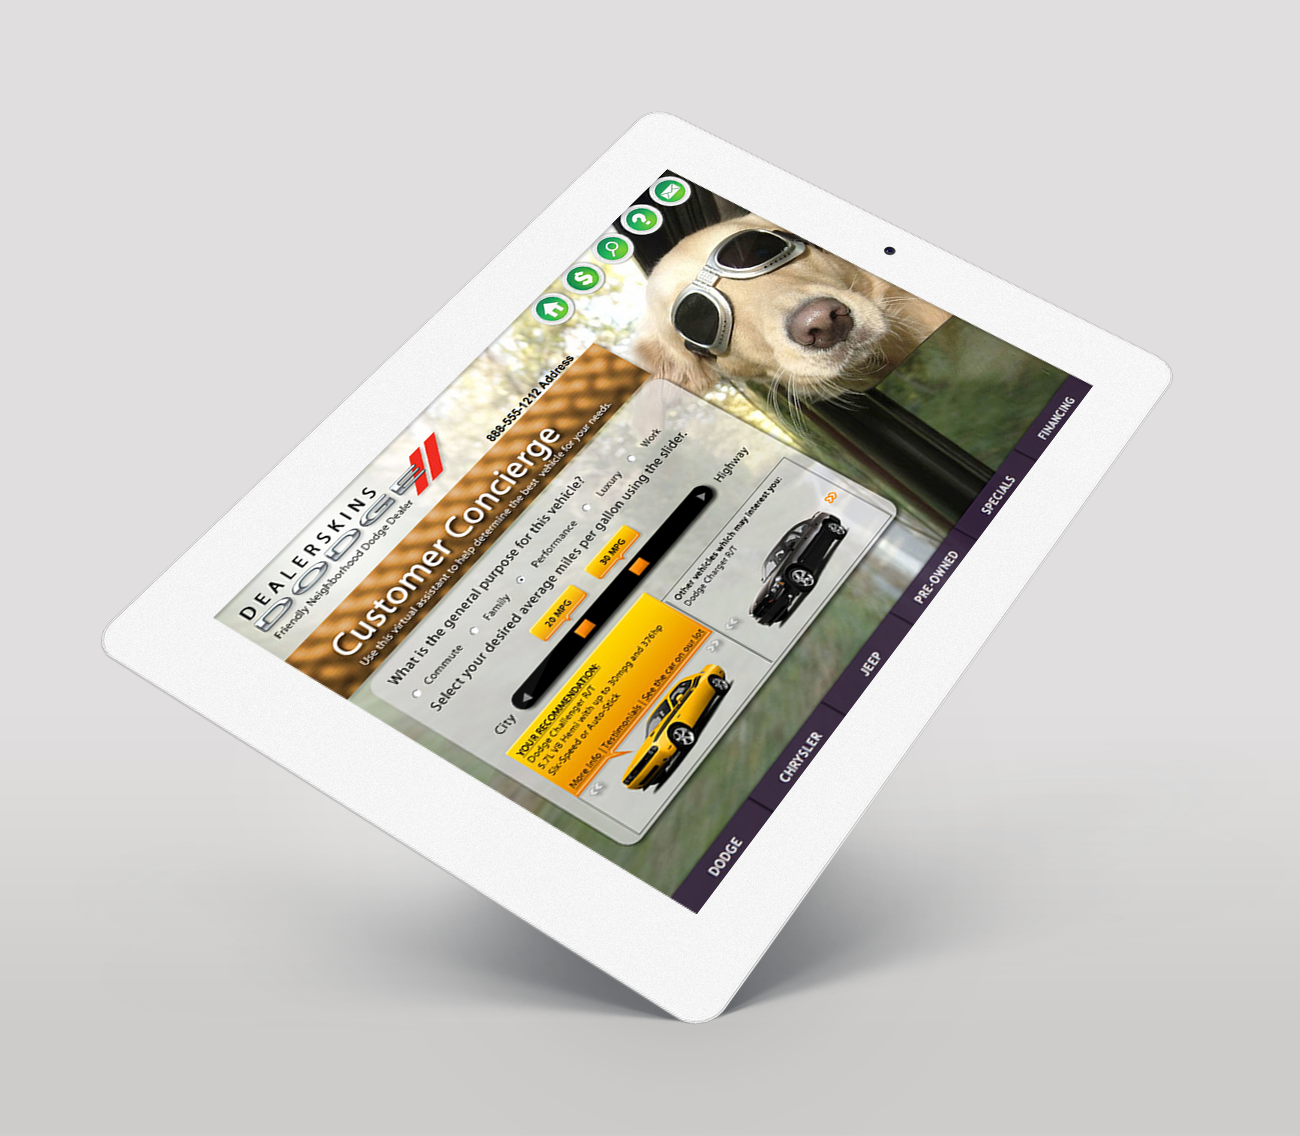 DEALERSKINS
DODGE
Friendly Neighborhood Dodge Dealer
888-555-1212 Address
Customer Concierge
Use this virtual assistant to help determine the best vehicle for your needs.
What is the general purpose for this vehicle?
Commute Family Performance Luxury Work
Select your desired average miles per gallon using the slider.
20 MPG 30 MPG
City Highway
YOUR RECOMMENDATION:
Dodge Challenger R/T
5.7L V8 Hemi with up to 30mpg and 376hp
Six-Speed or Auto-Stick
More Info | Testimonials | See the car on our lot
Other vehicles which may interest you:
Dodge Charger R/T
DODGE CHRYSLER JEEP PRE-OWNED SPECIALS FINANCING